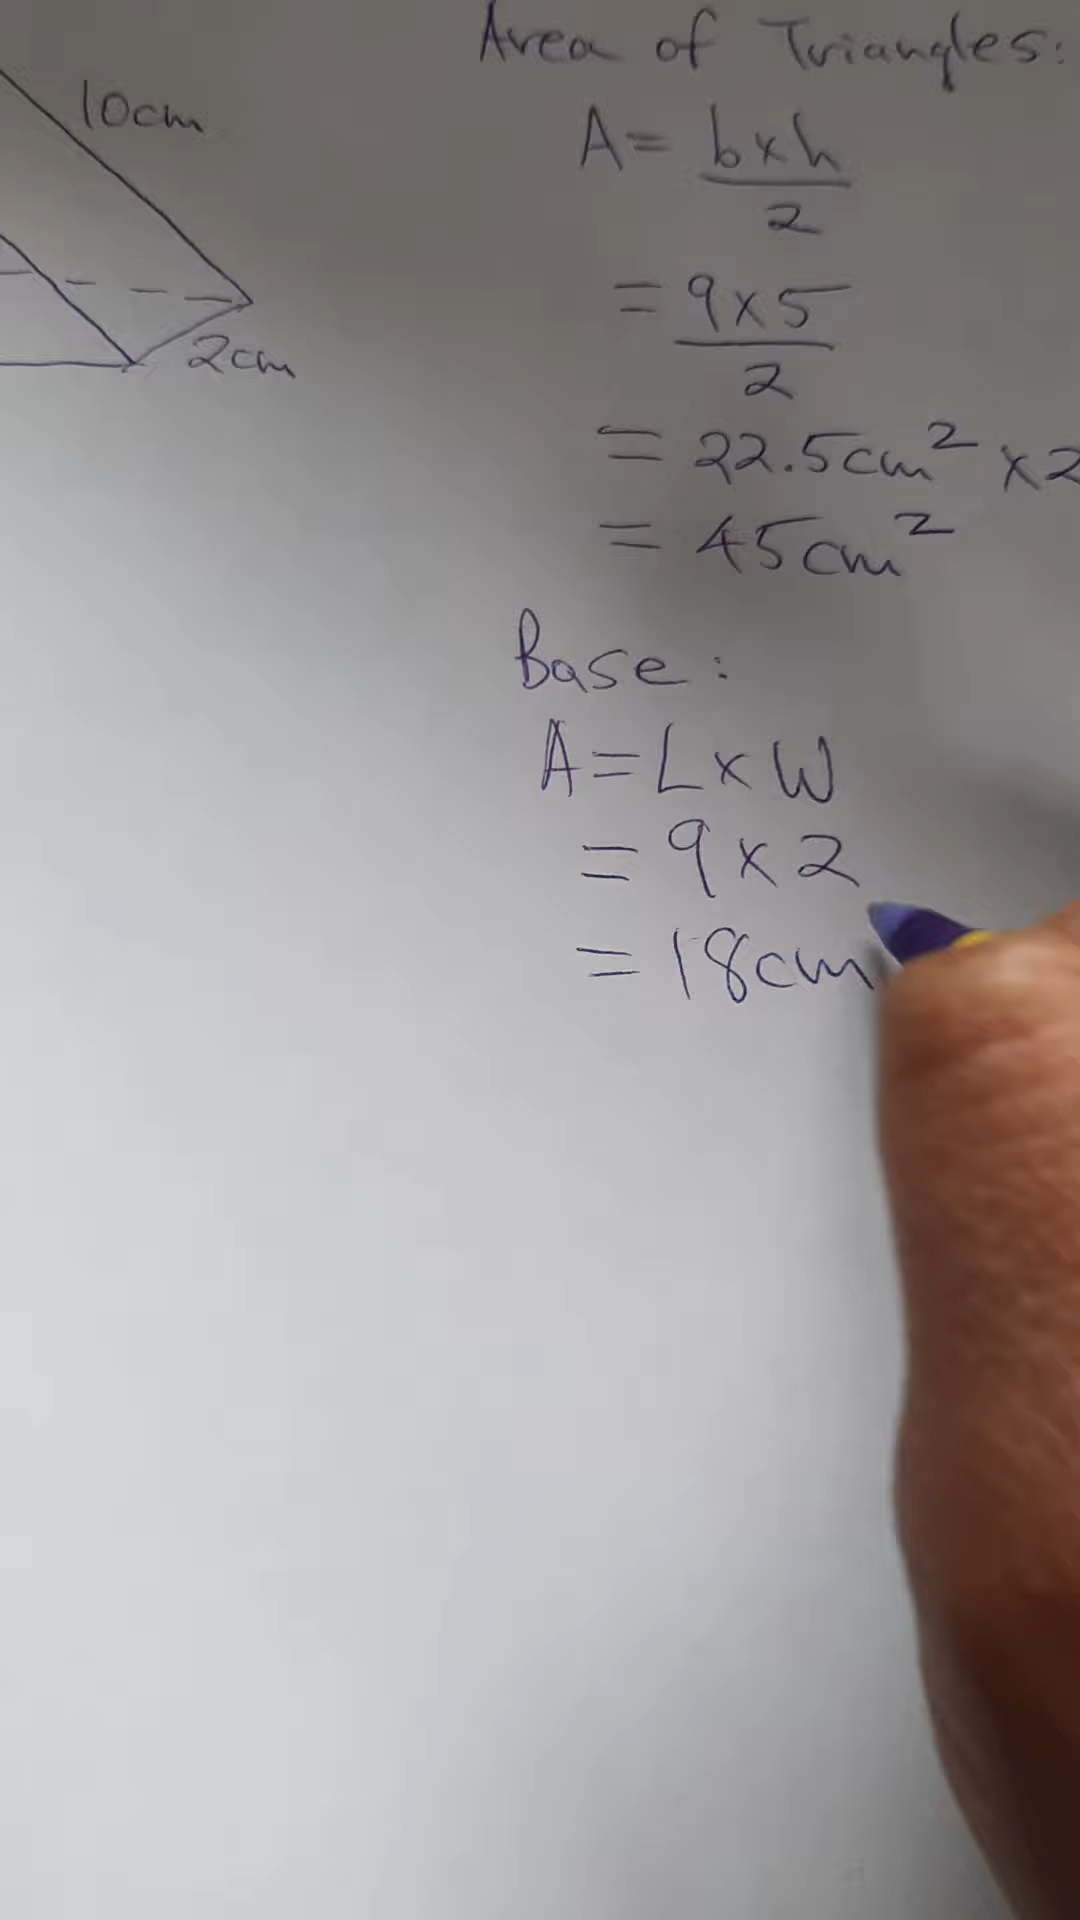 Area of Triangles:
10cm
A = b x h
2
= 9 x 5
2
2cm
= 22.5cm² x 2
= 45cm²
Base :
A = L x W
= 9 x 2
= 18cm